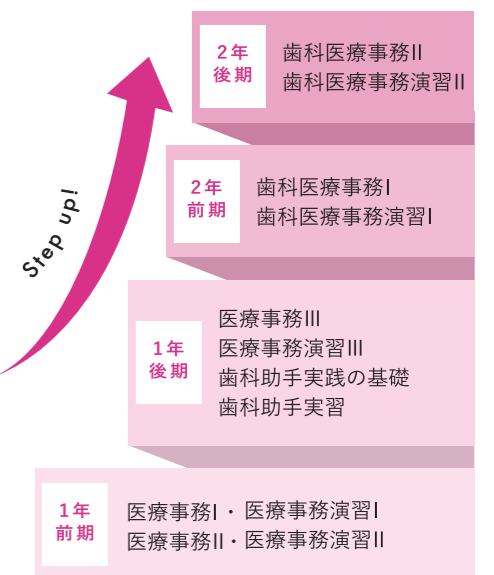 2年
後期
歯科医療事務II
歯科医療事務演習II
2年
前期
歯科医療事務I
歯科医療事務演習I
Step up!
1年
後期
医療事務III
医療事務演習III
歯科助手実践の基礎
歯科助手実習
1年
前期
医療事務I・医療事務演習I
医療事務II・医療事務演習II